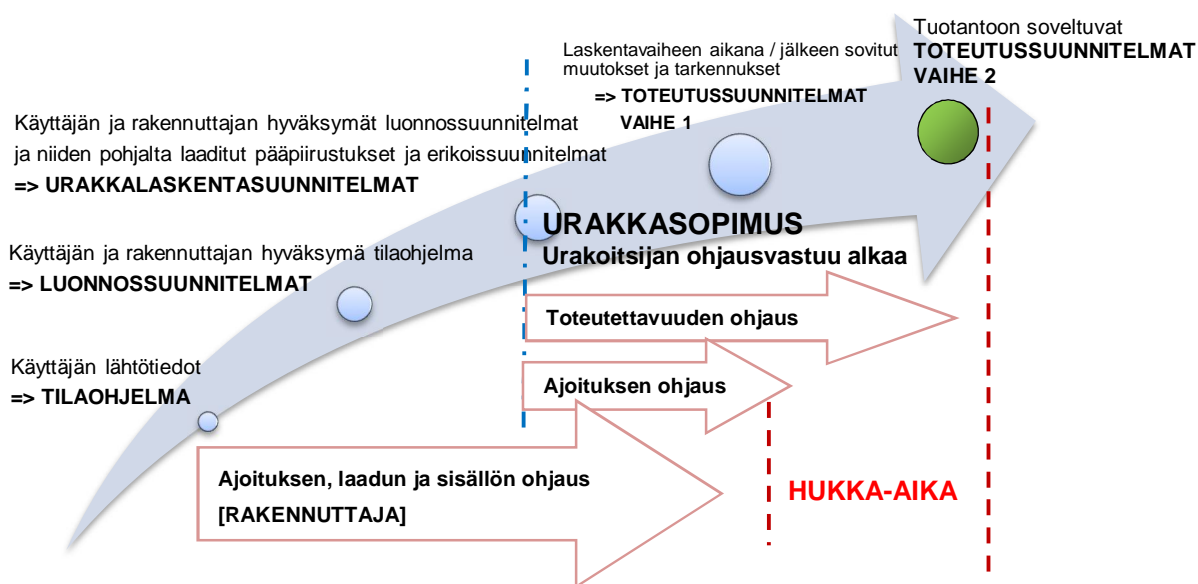 Tuotantoon soveltuvat
TOTEUTUSSUUNNITELMAT
VAIHE 2
Laskentavaiheen aikana / jälkeen sovitut
muutokset ja tarkennukset
=> TOTEUTUSSUUNNITELMAT
VAIHE 1
Käyttäjän ja rakennuttajan hyväksymät luonnossuunnitelmat
ja niiden pohjalta laaditut pääpiirustukset ja erikoissuunnitelmat
=> URAKKALASKENTASUUNNITELMAT
URAKKASOPIMUS
Urakoitsijan ohjausvastuu alkaa
Käyttäjän ja rakennuttajan hyväksymä tilaohjelma
=> LUONNOSSUUNNITELMAT
Toteutettavuuden ohjaus
Käyttäjän lähtötiedot
=> TILAOHJELMA
Ajoituksen ohjaus
Ajoituksen, laadun ja sisällön ohjaus
[RAKENNUTTAJA]
HUKKA-AIKA